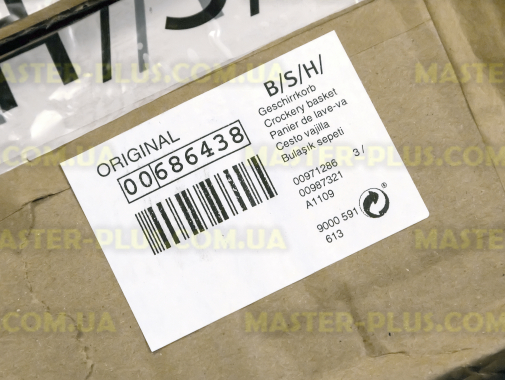 B/S/H/
ORIGINAL
00686438
Geschirrkorb
Crockery basket
Panier de lave-va
Cesto vajilla
Bulaşık sepeti
00971286 3/
00987321
A1109
9000 591
613
MASTER-PLUS.COM.UA